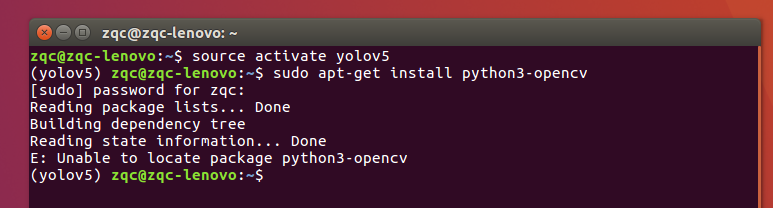 zqc@zqc-lenovo: ~
zqc@zqc-lenovo:~$ source activate yolov5
(yolov5) zqc@zqc-lenovo:~$ sudo apt-get install python3-opencv
[sudo] password for zqc:
Reading package lists... Done
Building dependency tree
Reading state information... Done
E: Unable to locate package python3-opencv
(yolov5) zqc@zqc-lenovo:~$